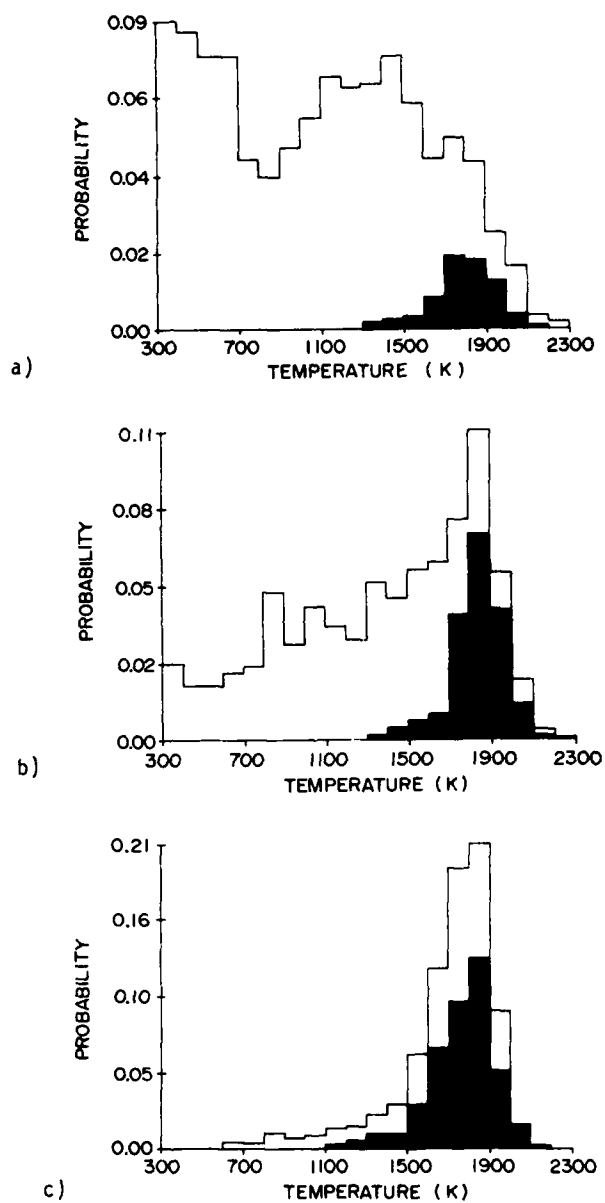 0.09
0.06
0.04
0.02
0.00
PROBABILITY
300 700 1100 1500 1900 2300
TEMPERATURE (K)
a)
0.11
0.08
0.05
0.02
0.00
PROBABILITY
300 700 1100 1500 1900 2300
TEMPERATURE (K)
b)
0.21
0.16
0.10
0.05
0.00
PROBABILITY
300 700 1100 1500 1900 2300
TEMPERATURE (K)
c)